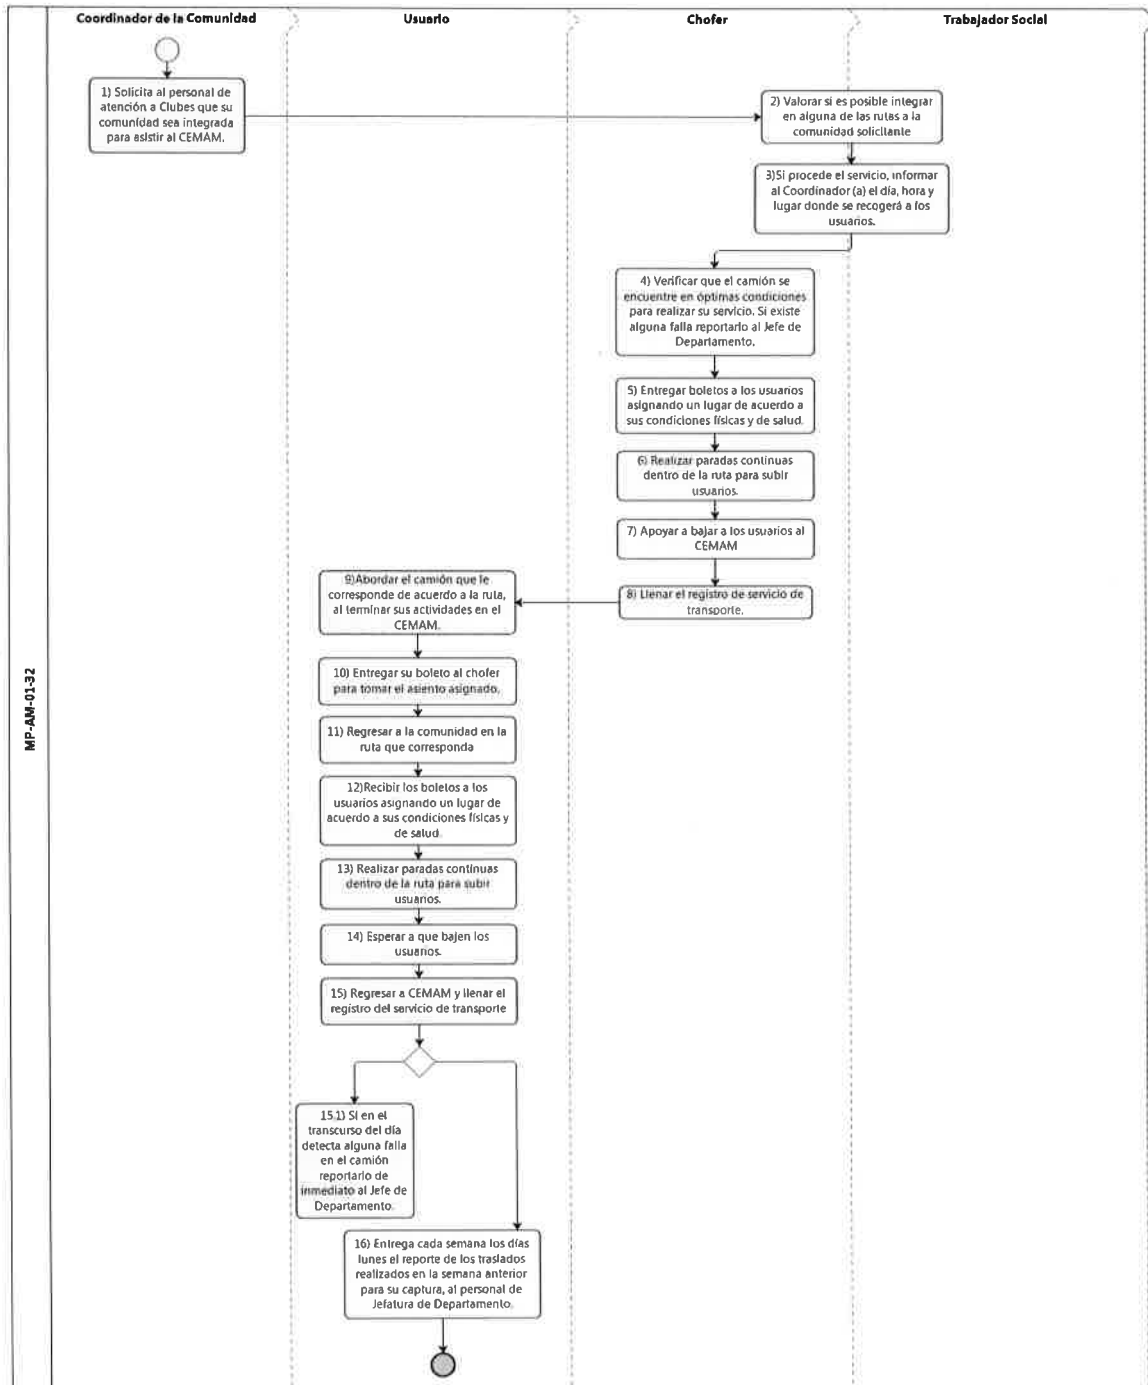 Coordinador de la Comunidad
Usuario
Chofer
Trabajador Social
MP-AM-01-32
1) Solicita al personal de
atención a Clubes que su
comunidad sea integrada
para asistir al CEMAM.
2) Valorar si es posible integrar
en alguna de las rutas a la
comunidad solicitante
3)Si procede el servicio, informar
al Coordinador (a) el día, hora y
lugar donde se recogerá a los
usuarios.
4) Verificar que el camión se
encuentre en óptimas condiciones
para realizar su servicio. Si existe
alguna falla reportarlo al Jefe de
Departamento.
5) Entregar boletos a los usuarios
asignando un lugar de acuerdo a
sus condiciones físicas y de salud.
6) Realizar paradas continuas
dentro de la ruta para subir
usuarios.
7) Apoyar a bajar a los usuarios al
CEMAM
8) Llenar el registro de servicio de
transporte.
9)Abordar el camión que le
corresponde de acuerdo a la ruta,
al terminar sus actividades en el
CEMAM.
10) Entregar su boleto al chofer
para tomar el asiento asignado.
11) Regresar a la comunidad en la
ruta que corresponda
12)Recibir los boletos a los
usuarios asignando un lugar de
acuerdo a sus condiciones físicas y
de salud.
13) Realizar paradas continuas
dentro de la ruta para subir
usuarios.
14) Esperar a que bajen los
usuarios.
15) Regresar a CEMAM y llenar el
registro del servicio de transporte
15.1) Si en el
transcurso del día
detecta alguna falla
en el camión
reportarlo de
inmediato al Jefe de
Departamento.
16) Entrega cada semana los días
lunes el reporte de los traslados
realizados en la semana anterior
para su captura, al personal de
Jefatura de Departamento.